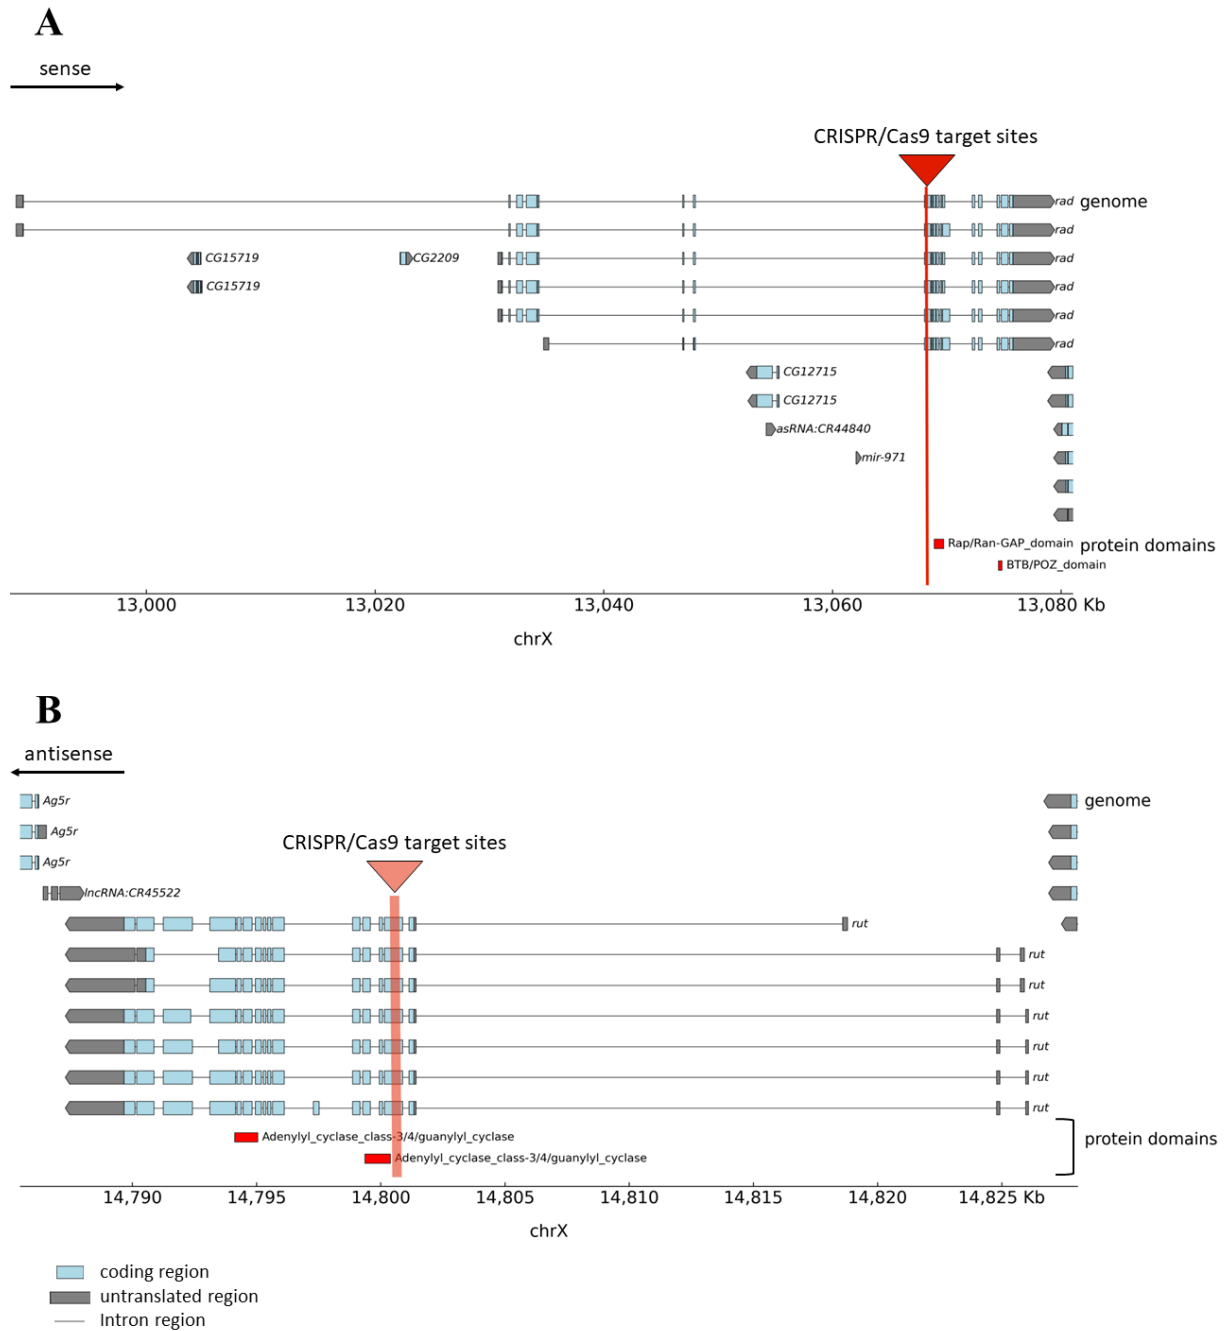 A
sense
CRISPR/Cas9 target sites
rad genome
rad
CG15719 CG2209 rad
CG15719 rad
rad
rad
CG12715
CG12715
asRNA:CR44840
mir-971
Rap/Ran-GAP_domain protein domains
BTB/POZ_domain
13,000 13,020 13,040 13,060 13,080 Kb
chrX
B
antisense
Ag5r genome
Ag5r
CRISPR/Cas9 target sites
Ag5r
lncRNA:CR45522
rut
rut
rut
rut
rut
rut
rut
Adenylyl_cyclase_class-3/4/guanylyl_cyclase protein domains
Adenylyl_cyclase_class-3/4/guanylyl_cyclase
14,790 14,795 14,800 14,805 14,810 14,815 14,820 14,825 Kb
chrX
coding region
untranslated region
Intron region